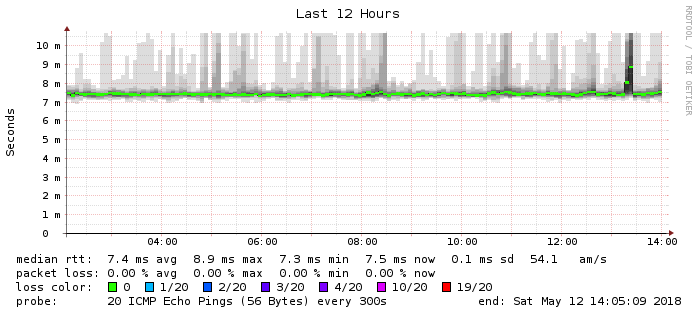 Last 12 Hours
RRDTOOL / TOBI OETIKER
Seconds
10 m
9 m
8 m
7 m
6 m
5 m
4 m
3 m
2 m
1 m
0
04:00 06:00 08:00 10:00 12:00 14:00
median rtt: 7.4 ms avg 8.9 ms max 7.3 ms min 7.5 ms now 0.1 ms sd 54.1 am/s
packet loss: 0.00 % avg 0.00 % max 0.00 % min 0.00 % now
loss color: 0 1/20 2/20 3/20 4/20 10/20 19/20
probe: 20 ICMP Echo Pings (56 Bytes) every 300s end: Sat May 12 14:05:09 2018